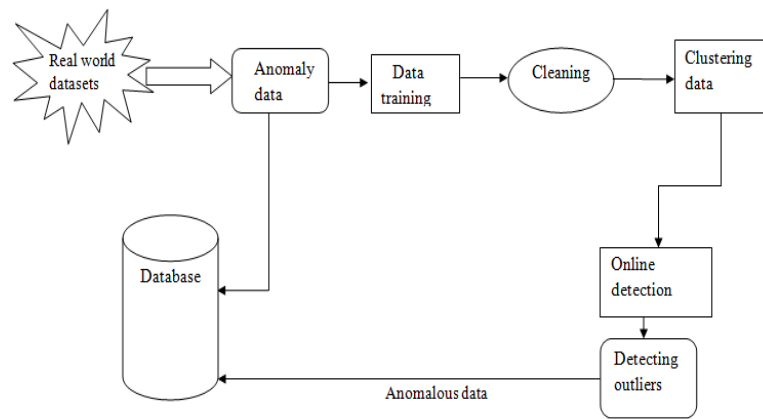 Real world
datasets
Anomaly
data
Data
training
Cleaning
Clustering
data
Database
Online
detection
Detecting
outliers
Anomalous data